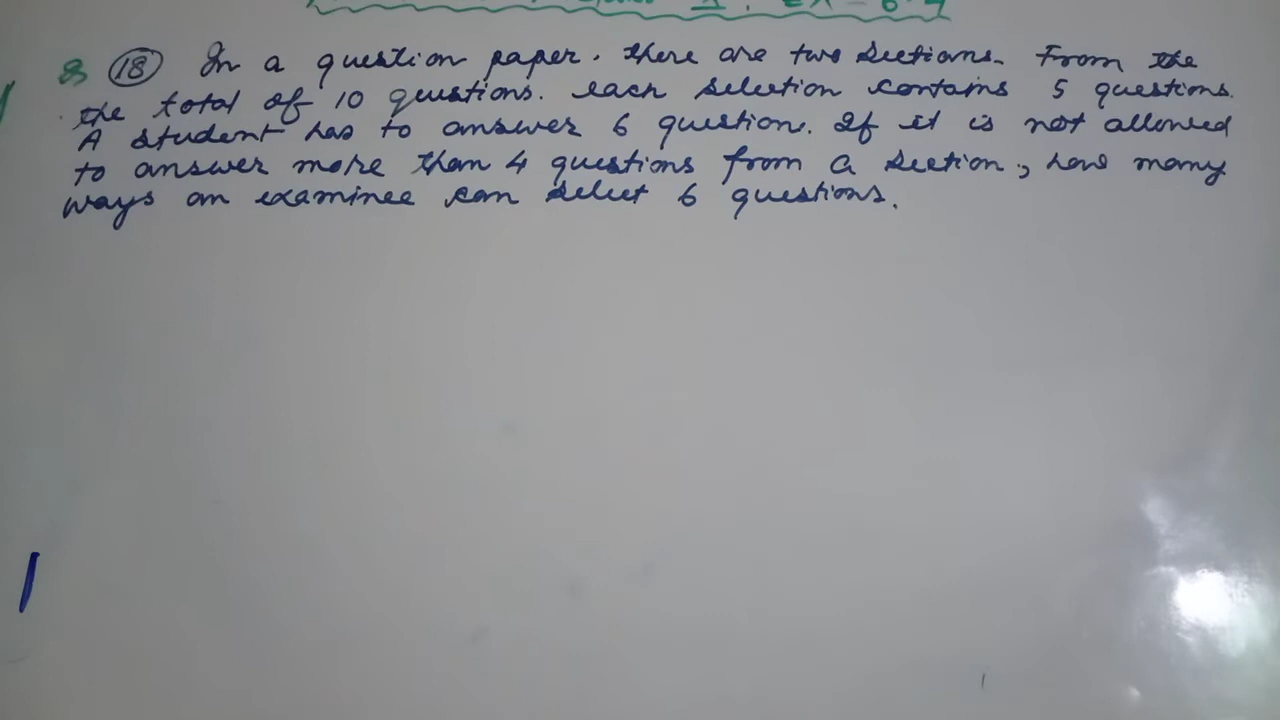 Q (18) In a question paper. there are two sections. From the
the total of 10 questions. each selection contains 5 questions.
A student has to answer 6 question. If it is not allowed
to answer more than 4 questions from a section, how many
ways an examinee can select 6 questions.